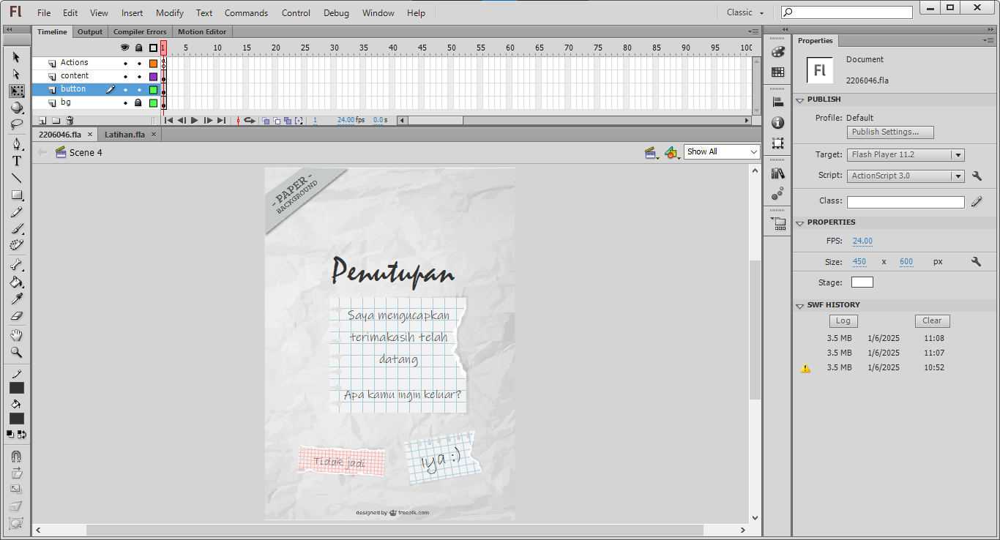 Fl File Edit View Insert Modify Text Commands Control Debug Window Help Classic
Timeline Output Compiler Errors Motion Editor
1 5 10 15 20 25 30 35 40 45 50 55 60 65 70 75 80 85 90 95 100
Actions
content
button
bg
1 24.00 fps 0.0 s
2206046.fla × Latihan.fla ×
Scene 4 Show All
- PAPER -
BACKGROUND
Penutupan
Saya mengucapkan
terimakasih telah
datang
Apa kamu ingin keluar?
Tidak jadi
Iya :)
designed by freepik.com
Properties
Fl
Document
2206046.fla
PUBLISH
Profile: Default
Publish Settings...
Target: Flash Player 11.2
Script: ActionScript 3.0
Class:
PROPERTIES
FPS: 24.00
Size: 450 x 600 px
Stage:
SWF HISTORY
Log Clear
3.5 MB 1/6/2025 11:08
3.5 MB 1/6/2025 11:07
3.5 MB 1/6/2025 10:52